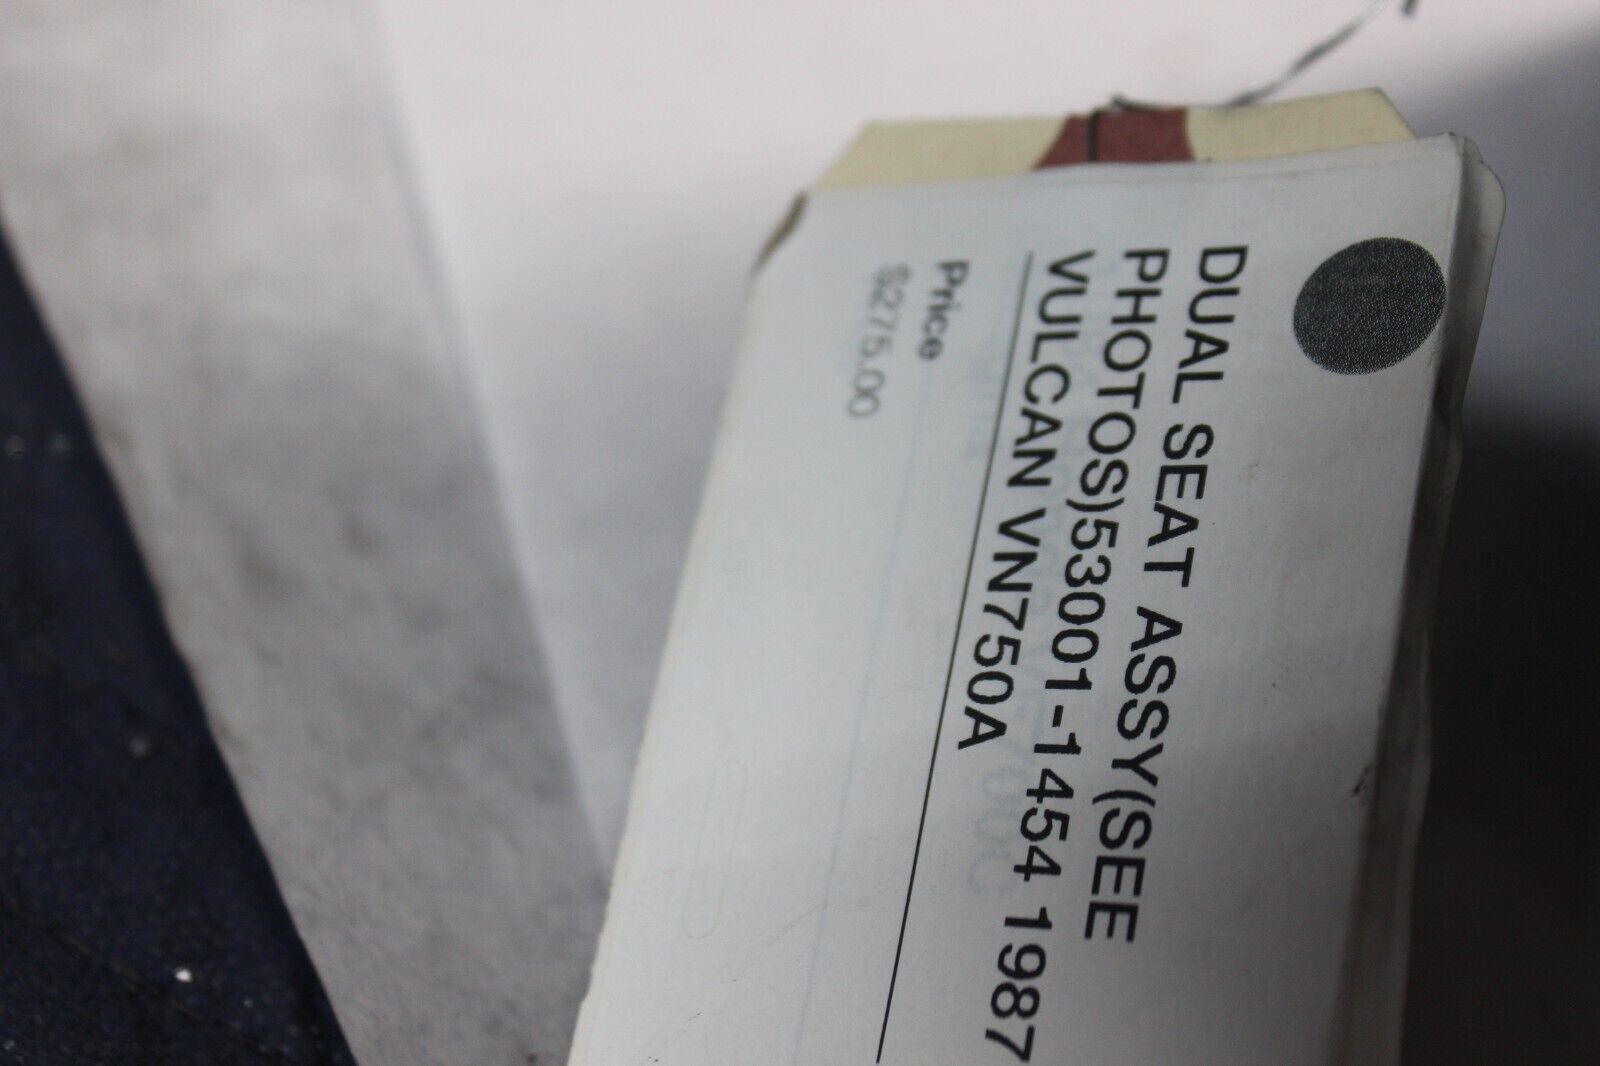 DUAL SEAT ASSY(SEE
PHOTOS)53001-1454 1987
VULCAN VN750A
Price
$275.00